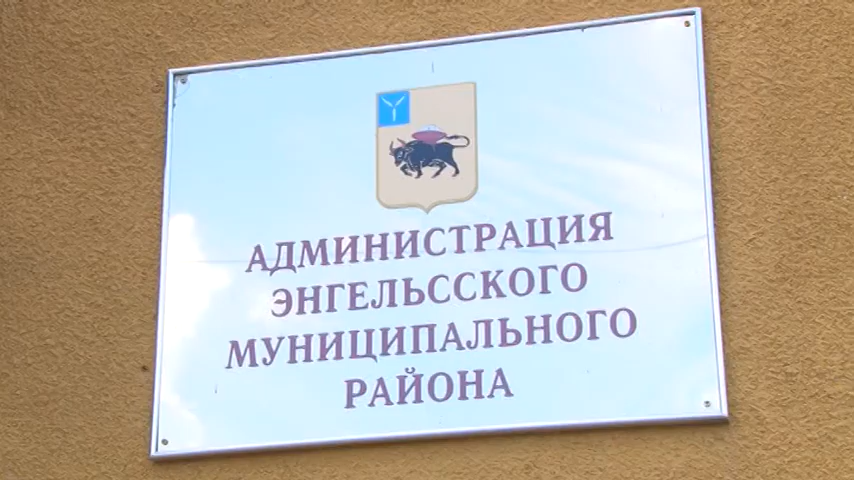 АДМИНИСТРАЦИЯ
ЭНГЕЛЬССКОГО
МУНИЦИПАЛЬНОГО
РАЙОНА